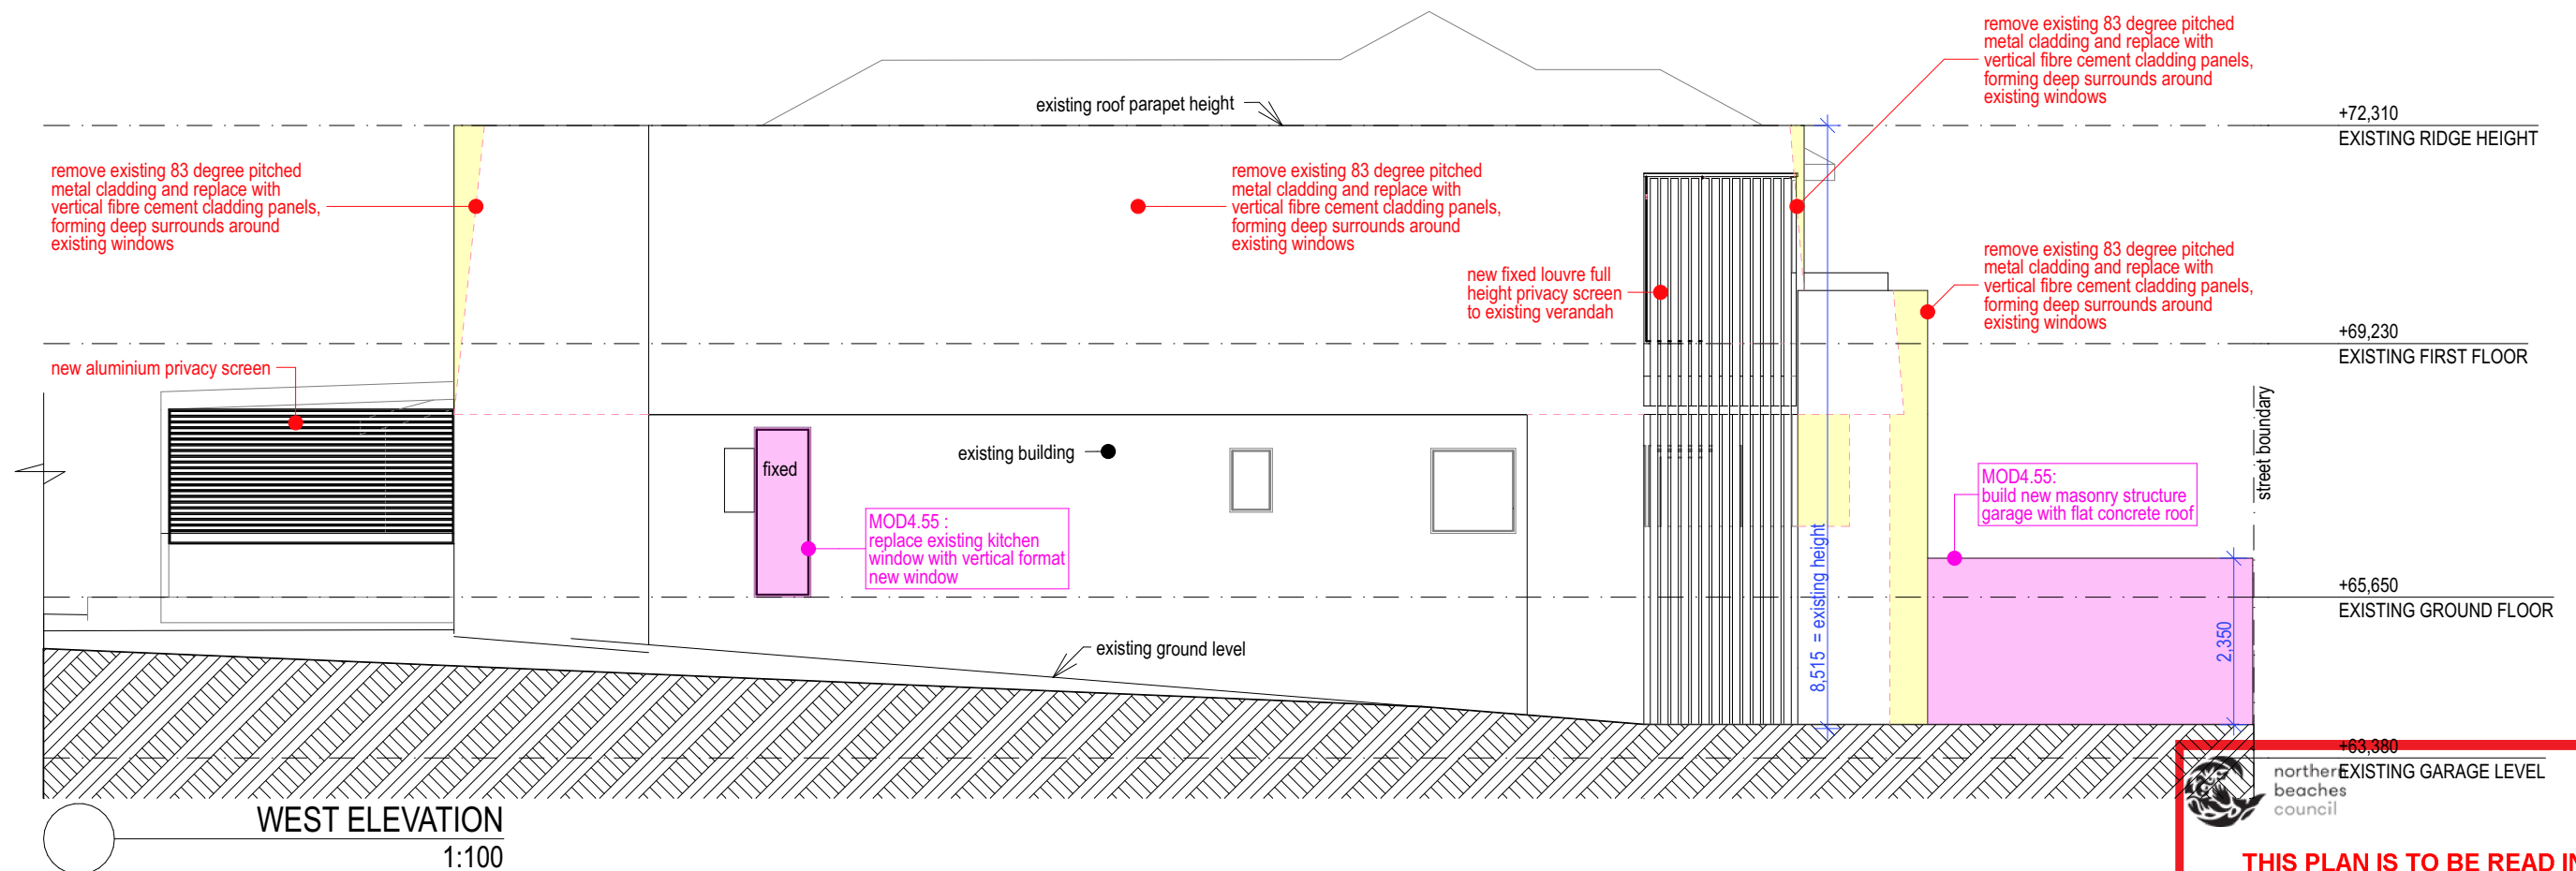 remove existing 83 degree pitched
metal cladding and replace with
vertical fibre cement cladding panels,
forming deep surrounds around
existing windows
existing roof parapet height
+72,310
EXISTING RIDGE HEIGHT
remove existing 83 degree pitched
metal cladding and replace with
vertical fibre cement cladding panels,
forming deep surrounds around
existing windows
remove existing 83 degree pitched
metal cladding and replace with
vertical fibre cement cladding panels,
forming deep surrounds around
existing windows
new fixed louvre full
height privacy screen
to existing verandah
remove existing 83 degree pitched
metal cladding and replace with
vertical fibre cement cladding panels,
forming deep surrounds around
existing windows
+69,230
EXISTING FIRST FLOOR
new aluminium privacy screen
street boundary
existing building
fixed
MOD4.55:
build new masonry structure
garage with flat concrete roof
MOD4.55 :
replace existing kitchen
window with vertical format
new window
8,515 = existing height
2,350
+65,650
EXISTING GROUND FLOOR
existing ground level
+63,380
EXISTING GARAGE LEVEL
northern
beaches
council
WEST ELEVATION
1:100
THIS PLAN IS TO BE READ IN